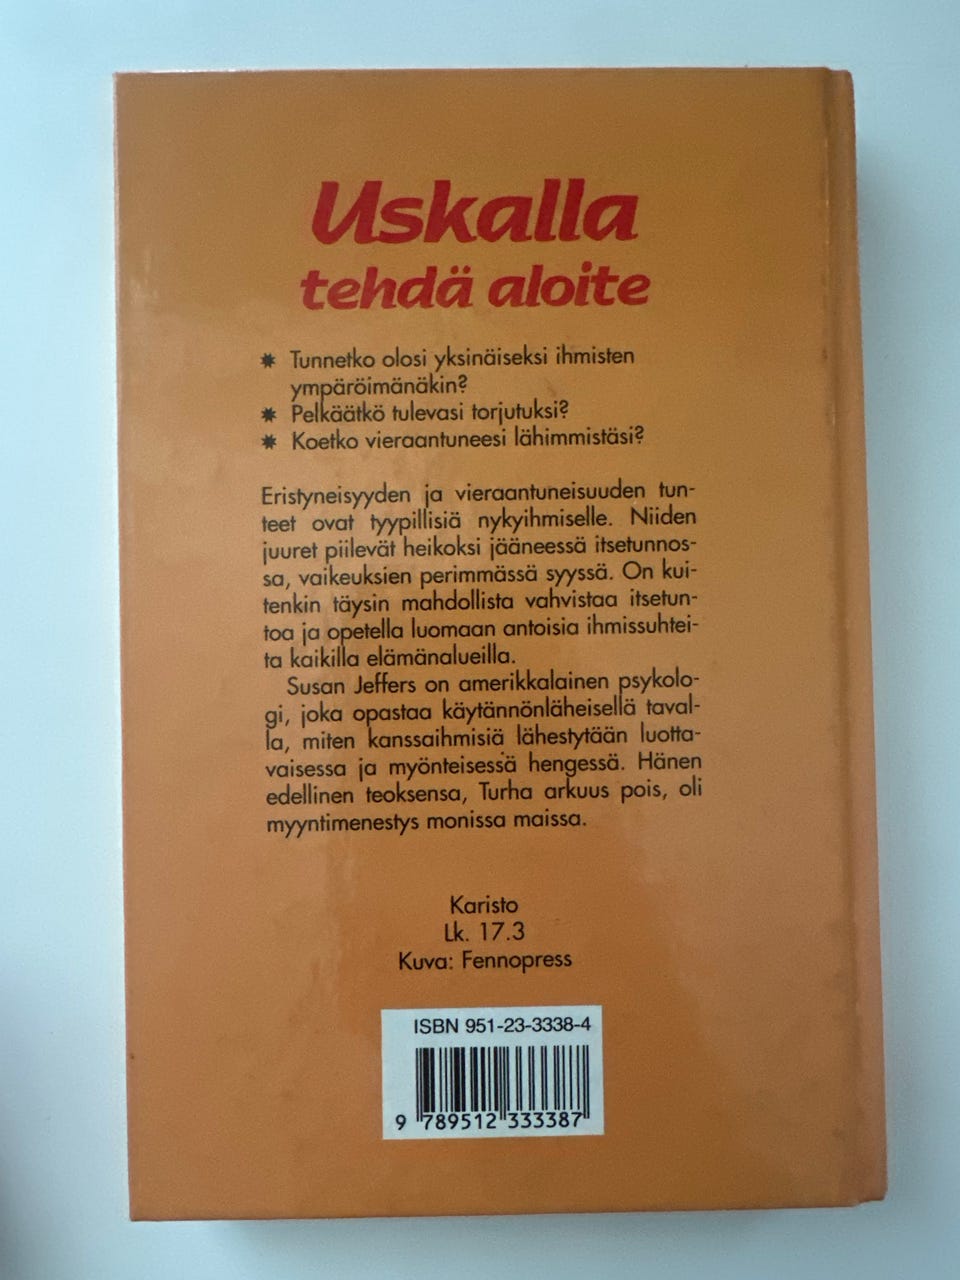 Uskalla
tehdä aloite
✷ Tunnetko olosi yksinäiseksi ihmisten
ympäröimänäkin?
✷ Pelkäätkö tulevasi torjutuksi?
✷ Koetko vieraantuneesi lähimmistäsi?
Eristyneisyyden ja vieraantuneisuuden tun-
teet ovat tyypillisiä nykyihmiselle. Niiden
juuret piilevät heikoksi jääneessä itsetunnos-
sa, vaikeuksien perimmässä syyssä. On kui-
tenkin täysin mahdollista vahvistaa itsetun-
toa ja opetella luomaan antoisia ihmissuhtei-
ta kaikilla elämänalueilla.
Susan Jeffers on amerikkalainen psykolo-
gi, joka opastaa käytännönläheisellä taval-
la, miten kanssaihmisiä lähestytään luotta-
vaisessa ja myönteisessä hengessä. Hänen
edellinen teoksensa, Turha arkuus pois, oli
myyntimenestys monissa maissa.
Karisto
Lk. 17.3
Kuva: Fennopress
ISBN 951-23-3338-4
9 789512 333387